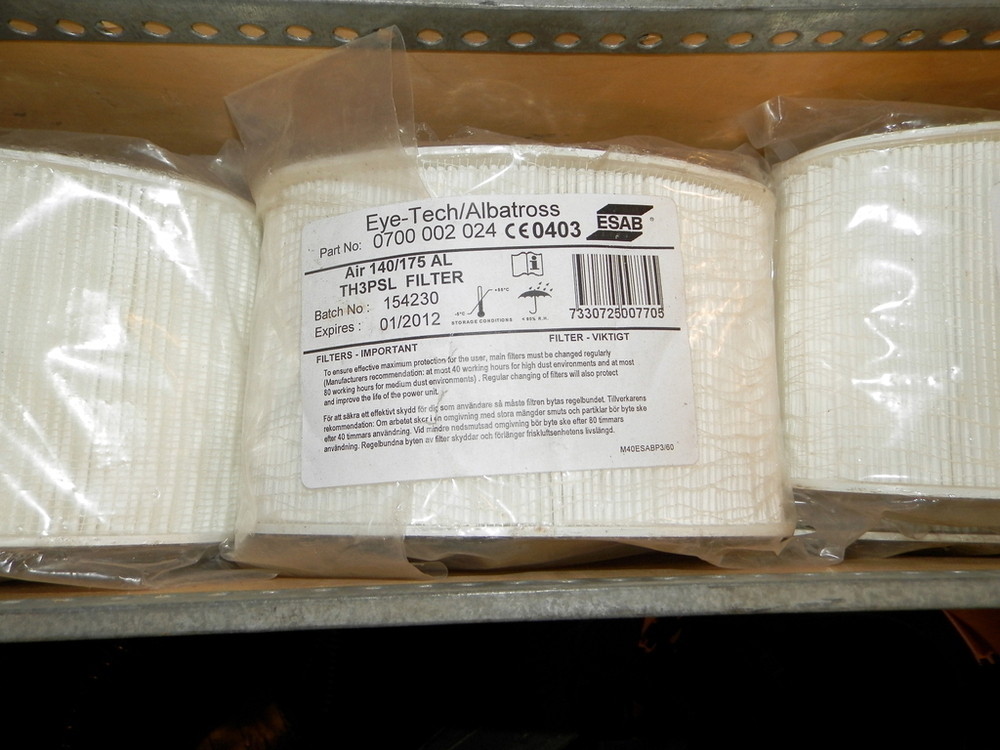 Eye-Tech/Albatross
Part No: 0700 002 024 CE0403
ESAB
Air 140/175 AL
TH3PSL FILTER
Batch No : 154230
Expires : 01/2012
STORAGE CONDITIONS
7330725007705
FILTERS - IMPORTANT
FILTER - VIKTIGT
To ensure effective maximum protection for the user, main filters must be changed regularly
(Manufacturers recommendation: at most 40 working hours for high dust environments and at most
80 working hours for medium dust environments) . Regular changing of filters will also protect
and improve the life of the power unit.
För att säkra ett effektivt skydd för dig som användare så måste filtren bytas regelbundet, Tillverkarens
rekommendation: Om arbetet sker i en omgivning med stora mängder smuts och partiklar bör byte ske
efter 40 timmars användning. Vid mindre nedsmutsad omgivning bör byte ske efter 80 timmars
användning. Regelbundna byten av filter skyddar och förlänger friskluftsenhetens livslängd.
M40ESABP3/60